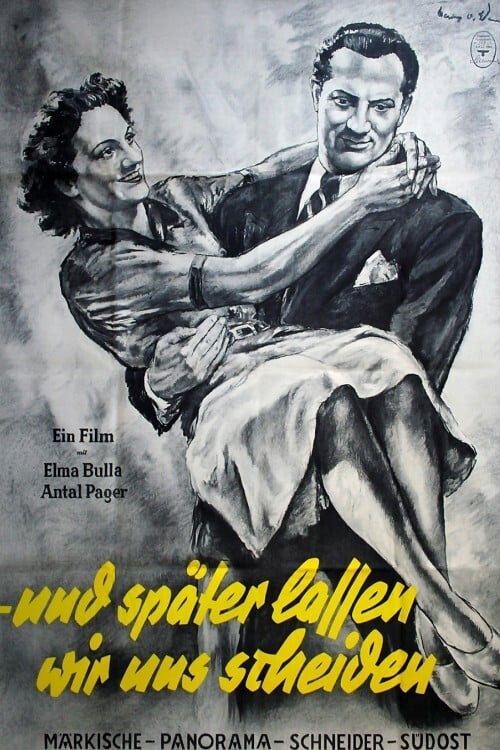 Ein Film
mit
Elma Bulla
Antal Pager
-und später lassen
wir uns scheiden
MÄRKISCHE-PANORAMA-SCHNEIDER-SÜDOST